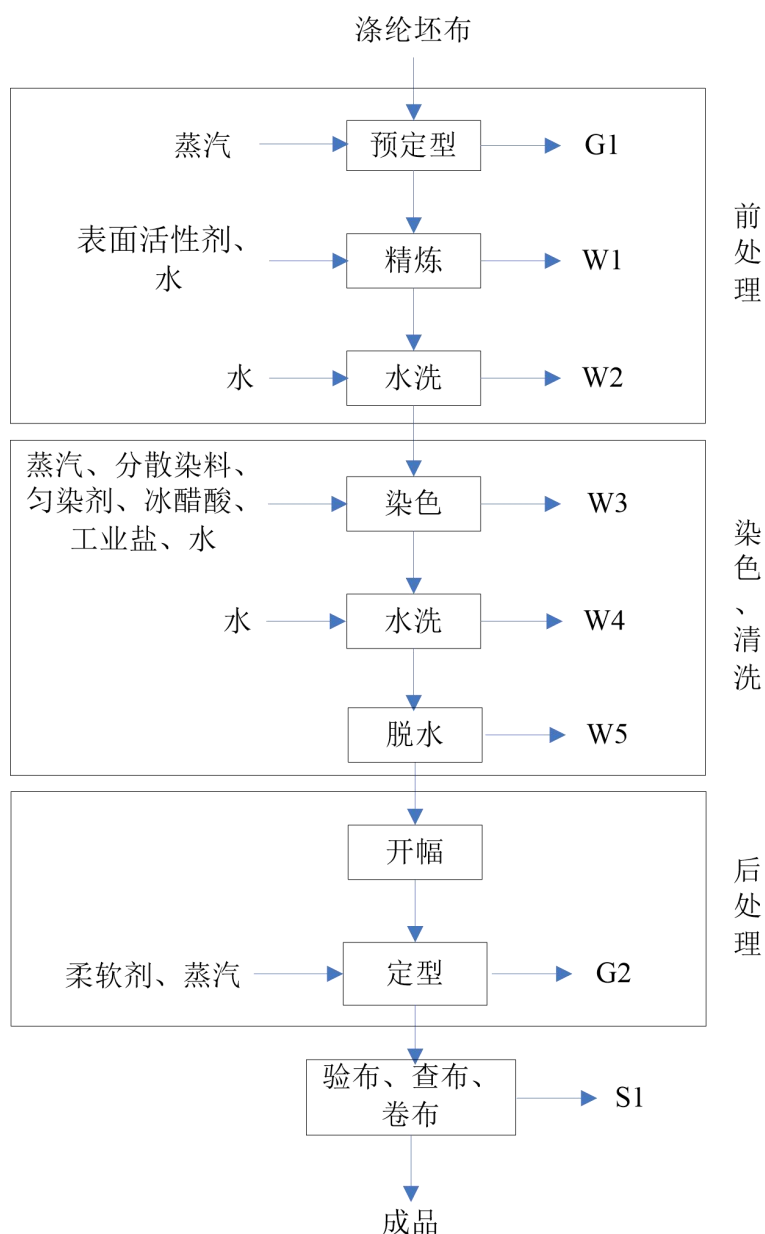 涤纶坯布
蒸汽
预定型
G1
前处理
表面活性剂、
水
精炼
W1
水
水洗
W2
蒸汽、分散染料、
匀染剂、冰醋酸、
工业盐、水
染色
W3
染色、清洗
水
水洗
W4
脱水
W5
开幅
后处理
柔软剂、蒸汽
定型
G2
验布、查布、
卷布
S1
成品